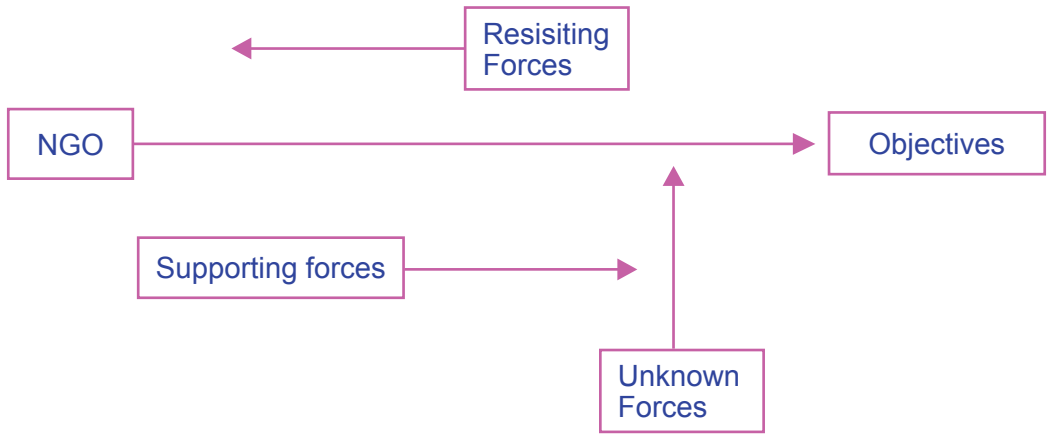 Resisiting
Forces
NGO
Objectives
Supporting forces
Unknown
Forces